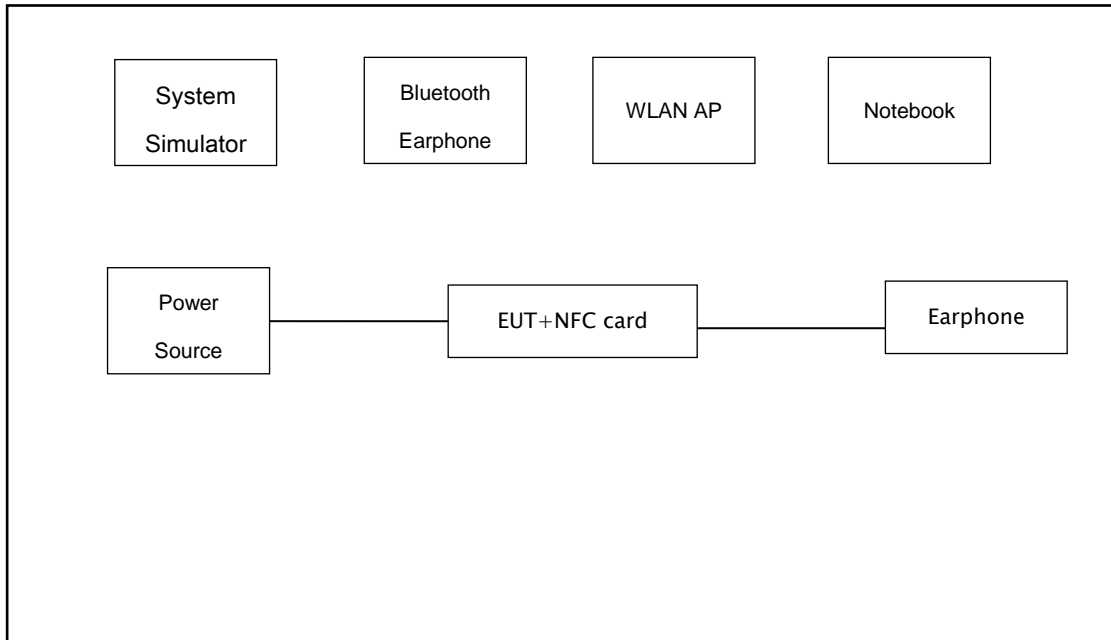 System
Simulator
Bluetooth
Earphone
WLAN AP
Notebook
Power
Source
EUT+NFC card
Earphone